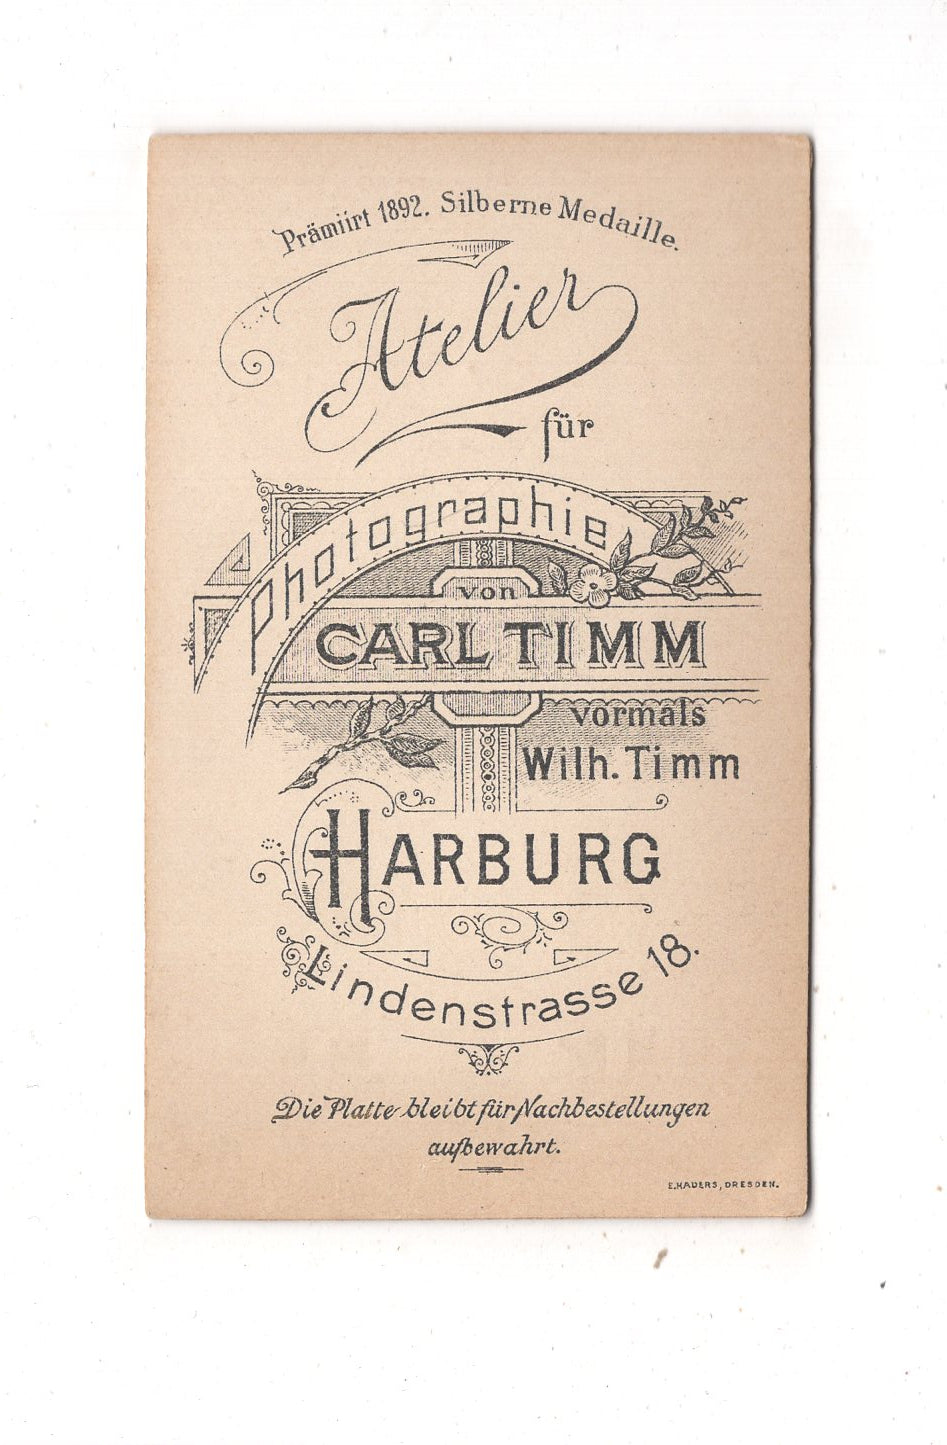 Prämiirt 1892. Silberne Medaille.
Atelier
für
Photographie
von
CARL TIMM
vormals
Wilh. Timm
HARBURG
Lindenstrasse 18.
Die Platte bleibt für Nachbestellungen
aufbewahrt.
E. HADERS, DRESDEN.